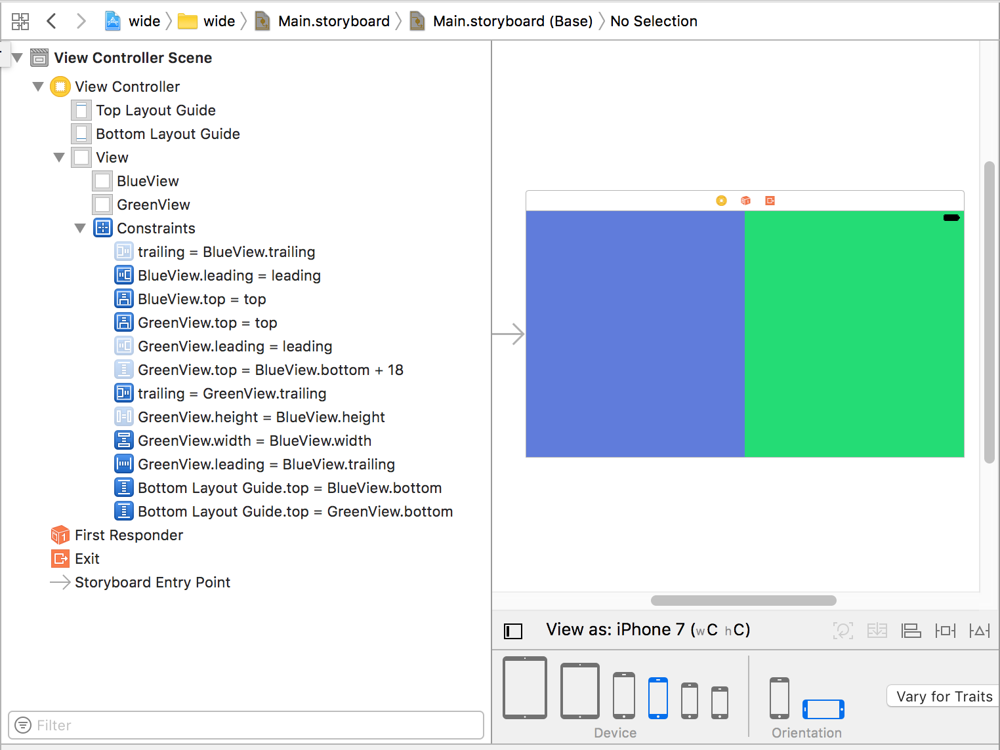 wide wide Main.storyboard Main.storyboard (Base) No Selection
View Controller Scene
View Controller
Top Layout Guide
Bottom Layout Guide
View
BlueView
GreenView
Constraints
trailing = BlueView.trailing
BlueView.leading = leading
BlueView.top = top
GreenView.top = top
GreenView.leading = leading
GreenView.top = BlueView.bottom + 18
trailing = GreenView.trailing
GreenView.height = BlueView.height
GreenView.width = BlueView.width
GreenView.leading = BlueView.trailing
Bottom Layout Guide.top = BlueView.bottom
Bottom Layout Guide.top = GreenView.bottom
First Responder
Exit
Storyboard Entry Point
Filter
View as: iPhone 7 (wC hC)
Vary for Traits
Device
Orientation